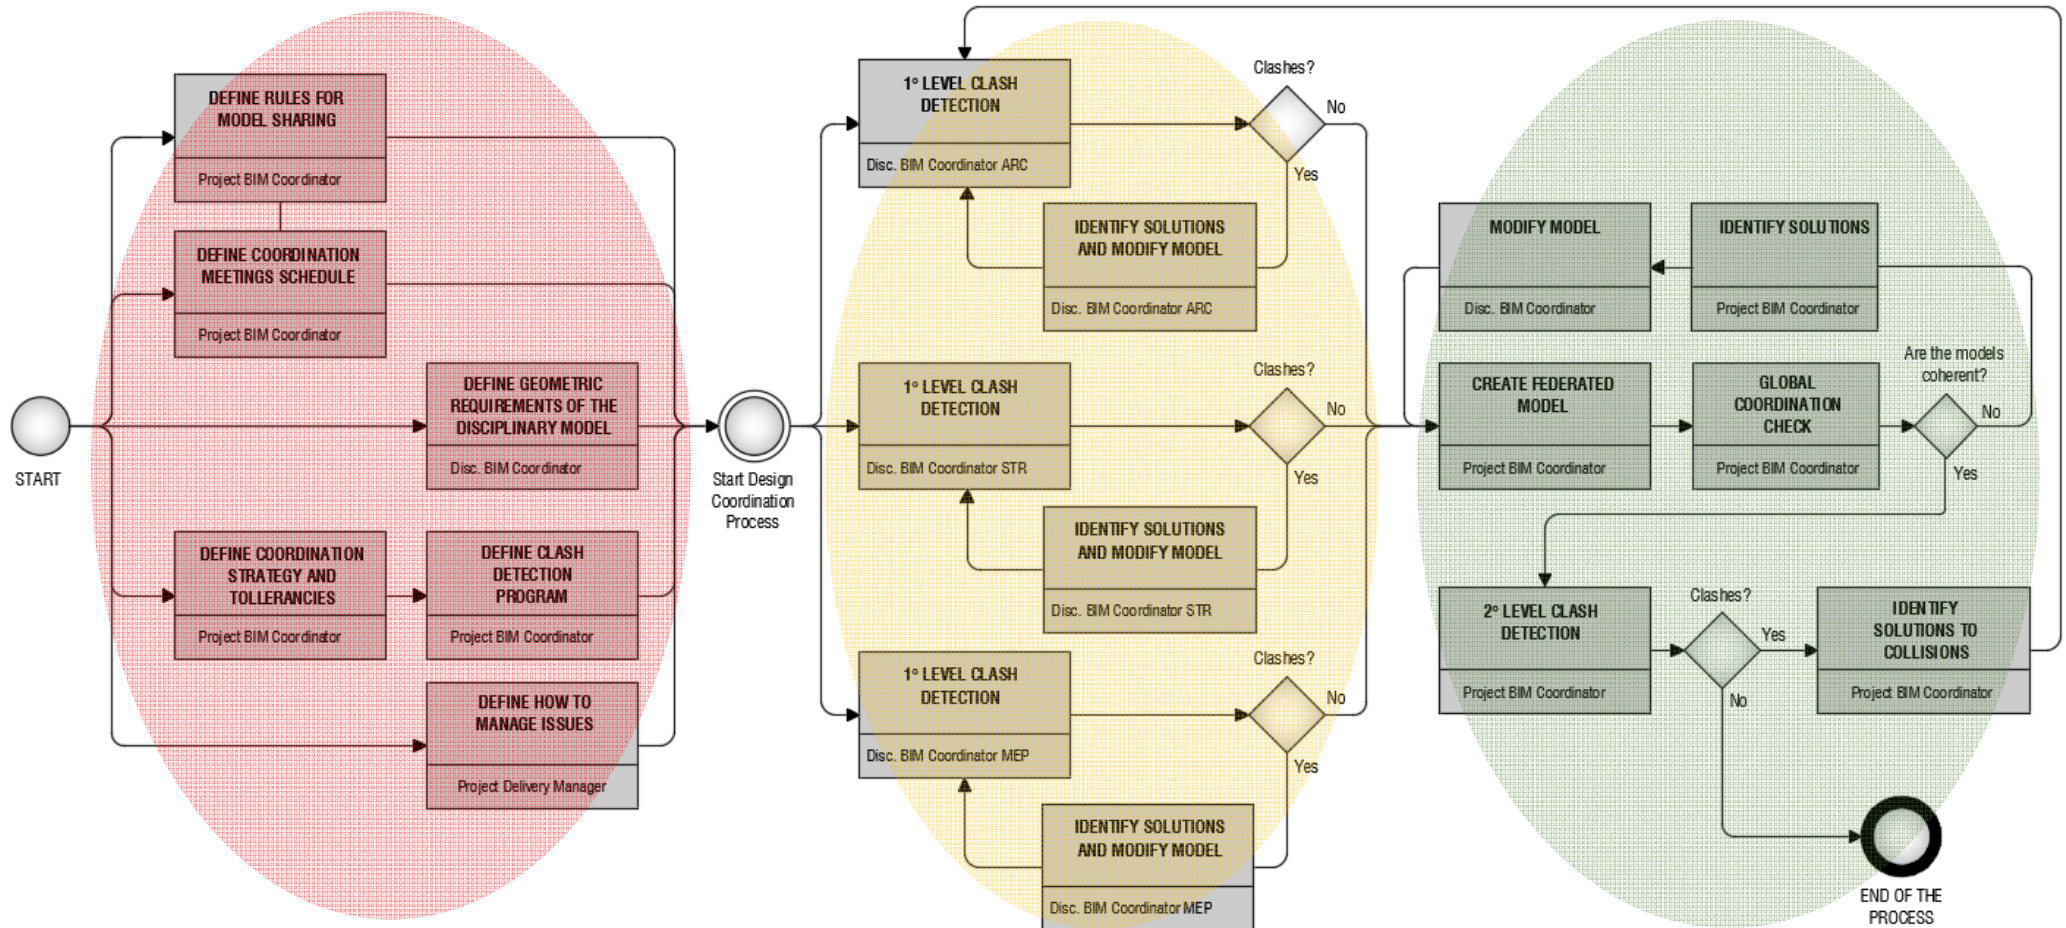 START
DEFINE RULES FOR
MODEL SHARING
Project BIM Coordinator
DEFINE COORDINATION
MEETINGS SCHEDULE
Project BIM Coordinator
DEFINE GEOMETRIC
REQUIREMENTS OF THE
DISCIPLINARY MODEL
Disc. BIM Coordinator
DEFINE COORDINATION
STRATEGY AND
TOLLERANCIES
Project BIM Coordinator
DEFINE CLASH
DETECTION
PROGRAM
Project BIM Coordinator
DEFINE HOW TO
MANAGE ISSUES
Project Delivery Manager
Start Design
Coordination
Process
1° LEVEL CLASH
DETECTION
Disc. BIM Coordinator ARC
Clashes?
No
Yes
IDENTIFY SOLUTIONS
AND MODIFY MODEL
Disc. BIM Coordinator ARC
1° LEVEL CLASH
DETECTION
Disc. BIM Coordinator STR
Clashes?
No
Yes
IDENTIFY SOLUTIONS
AND MODIFY MODEL
Disc. BIM Coordinator STR
1° LEVEL CLASH
DETECTION
Disc. BIM Coordinator MEP
Clashes?
No
Yes
IDENTIFY SOLUTIONS
AND MODIFY MODEL
Disc. BIM Coordinator MEP
MODIFY MODEL
Disc. BIM Coordinator
IDENTIFY SOLUTIONS
Project BIM Coordinator
CREATE FEDERATED
MODEL
Project BIM Coordinator
GLOBAL
COORDINATION
CHECK
Project BIM Coordinator
Are the models
coherent?
No
Yes
2° LEVEL CLASH
DETECTION
Project BIM Coordinator
Clashes?
Yes
No
IDENTIFY
SOLUTIONS TO
COLLISIONS
Project BIM Coordinator
END OF THE
PROCESS